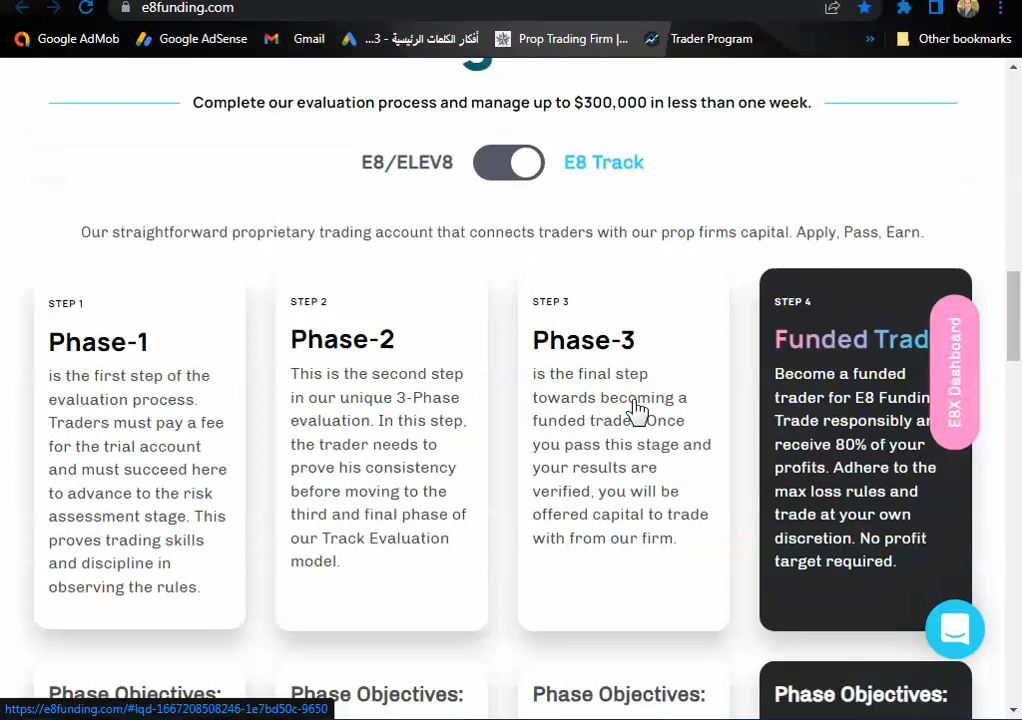 e8funding.com
Google AdMob
Google AdSense
Gmail
أفكار الكلمات الرئيسية - 3...
Prop Trading Firm |...
Trader Program
»
Other bookmarks
Complete our evaluation process and manage up to $300,000 in less than one week.
E8/ELEV8
E8 Track
Our straightforward proprietary trading account that connects traders with our prop firms capital. Apply, Pass, Earn.
STEP 1
Phase-1
is the first step of the
evaluation process.
Traders must pay a fee
for the trial account
and must succeed here
to advance to the risk
assessment stage. This
proves trading skills
and discipline in
observing the rules.
STEP 2
Phase-2
This is the second step
in our unique 3-Phase
evaluation. In this step,
the trader needs to
prove his consistency
before moving to the
third and final phase of
our Track Evaluation
model.
STEP 3
Phase-3
is the final step
towards becoming a
funded trade Once
you pass this stage and
your results are
verified, you will be
offered capital to trade
with from our firm.
STEP 4
Funded Trad
Become a funded
trader for E8 Fundin
Trade responsibly an
receive 80% of your
profits. Adhere to the
max loss rules and
trade at your own
discretion. No profit
target required.
E8X Dashboard
Phase Objectives:
Phase Objectives:
Phase Objectives:
Phase Objectives:
https://e8funding.com/#lqd-1667208508246-1e7bd50c-9650